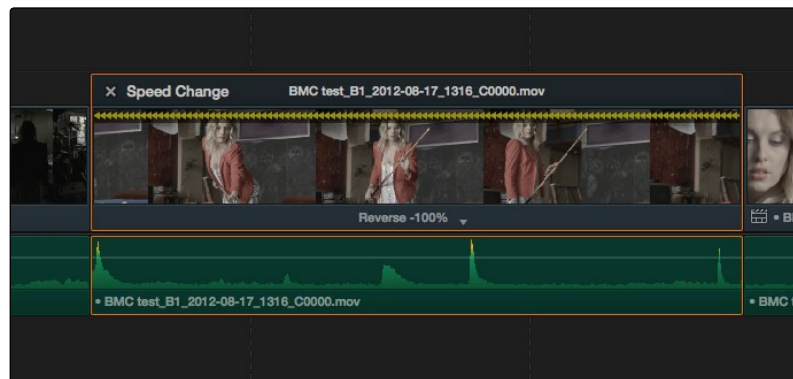 Speed Change BMC test_B1_2012-08-17_1316_C0000.mov
Reverse -100%
• B
• BMC test_B1_2012-08-17_1316_C0000.mov
• BMC